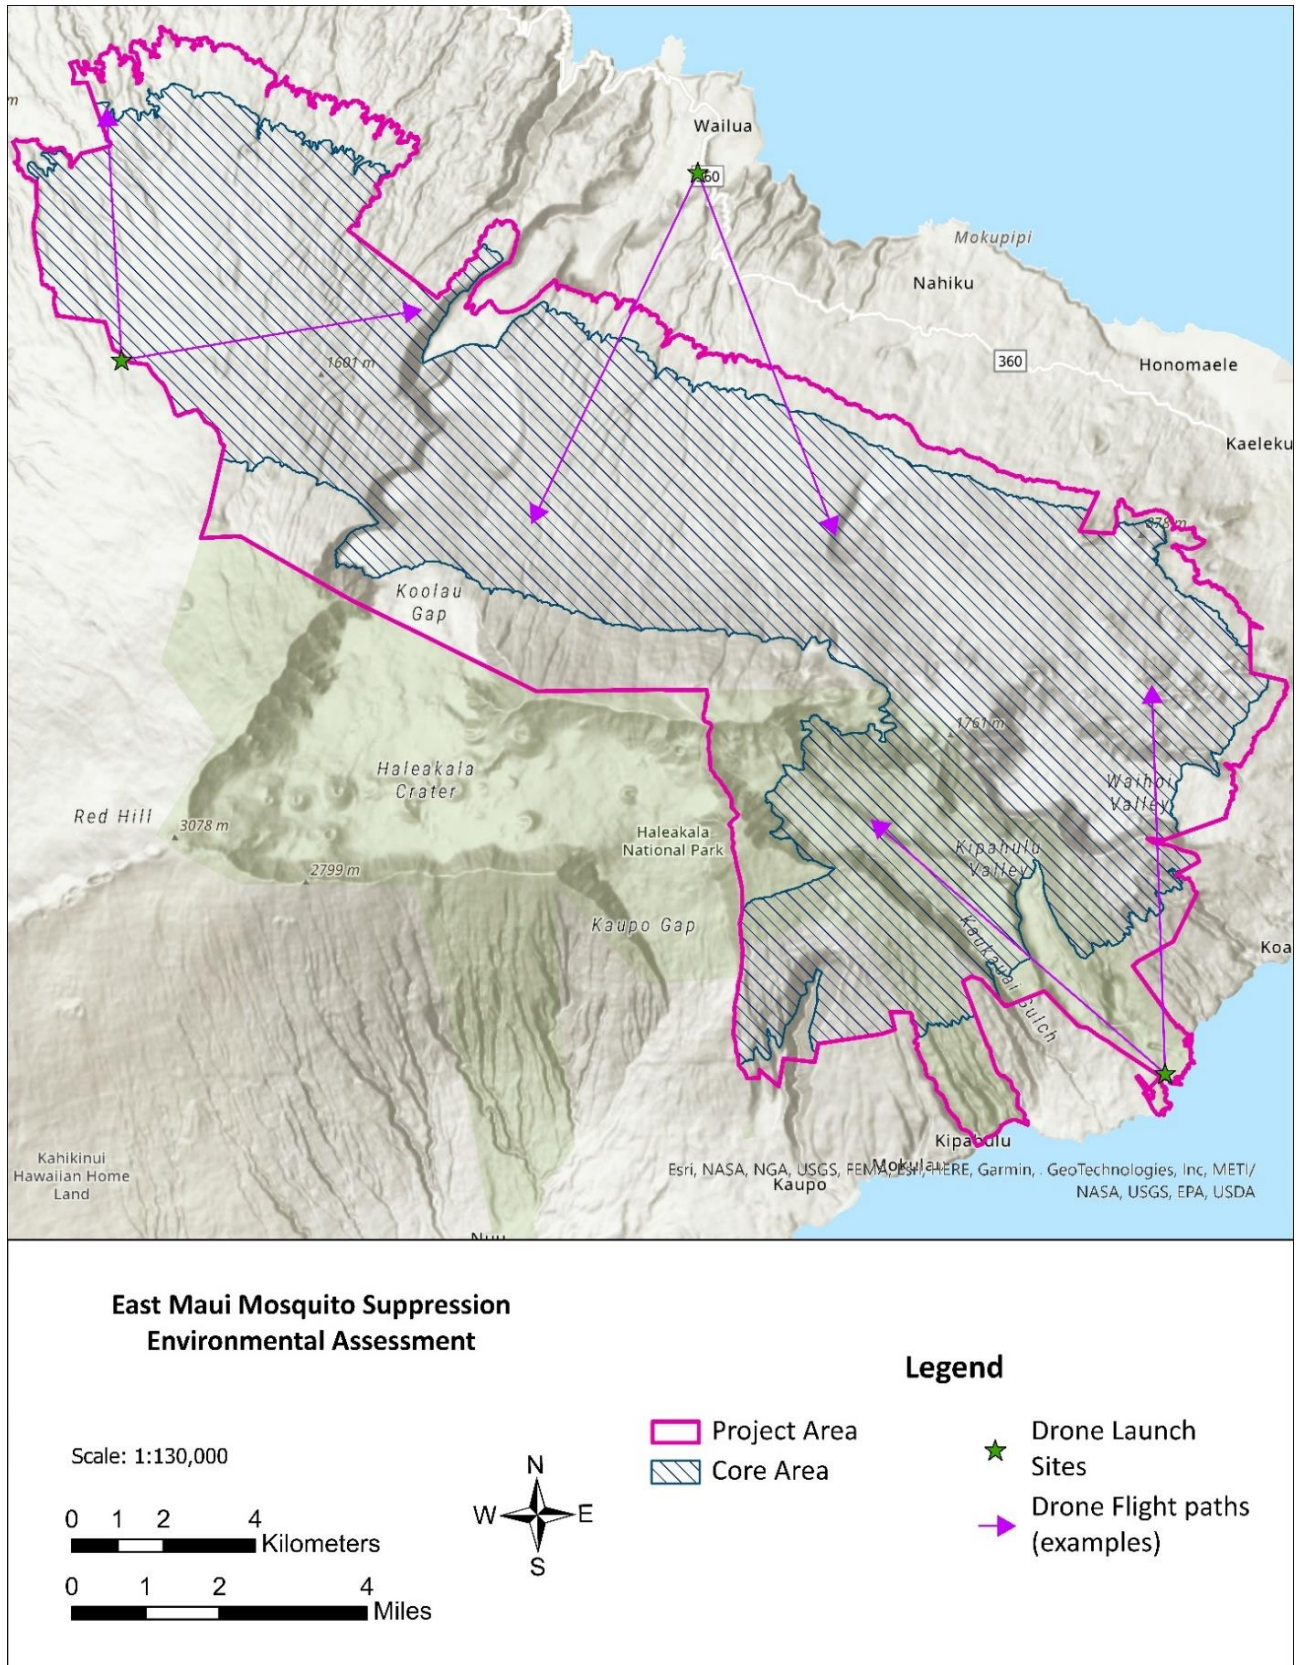 m
Wailua
360
Mokupipi
Nahiku
360
Honomaele
1601 m
Kaeleku
878 m
Koolau
Gap
1761 m
Haleakala
Crater
Waihoi
Valley
Red Hill
3078 m
Haleakala
National Park
Kipahulu
Valley
2799 m
Kaupo Gap
Kaukauai Gulch
Koa
Kipahulu
Mokulau
Kahikinui
Hawaiian Home
Land
Esri, NASA, NGA, USGS, FEMA, Esri, HERE, Garmin, . GeoTechnologies, Inc, METI/
Kaupo
NASA, USGS, EPA, USDA
East Maui Mosquito Suppression
Environmental Assessment
Legend
Project Area
Core Area
Drone Launch
Sites
Drone Flight paths
(examples)
Scale: 1:130,000
0 1 2 4
Kilometers
0 1 2 4
Miles
N
W E
S